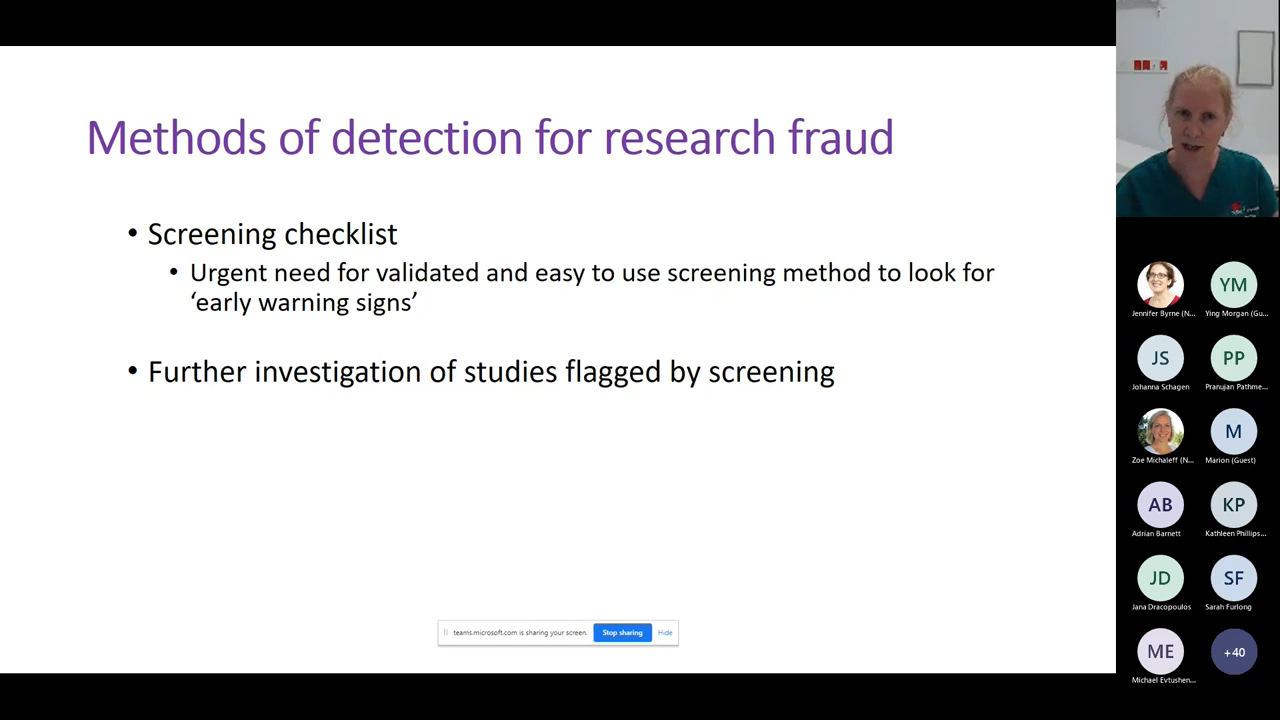 Methods of detection for research fraud
• Screening checklist
• Urgent need for validated and easy to use screening method to look for
‘early warning signs’
• Further investigation of studies flagged by screening
teams.microsoft.com is sharing your screen.
Stop sharing
Hide
Jennifer Byrne (N...
YM
Ying Morgan (Gu...
JS
Johanna Schagen
PP
Pranujan Pathme...
Zoe Michaleff (N...
M
Marion (Guest)
AB
Adrian Barnett
KP
Kathleen Phillips...
JD
Jana Dracopoulos
SF
Sarah Furlong
ME
Michael Evtushen...
+40